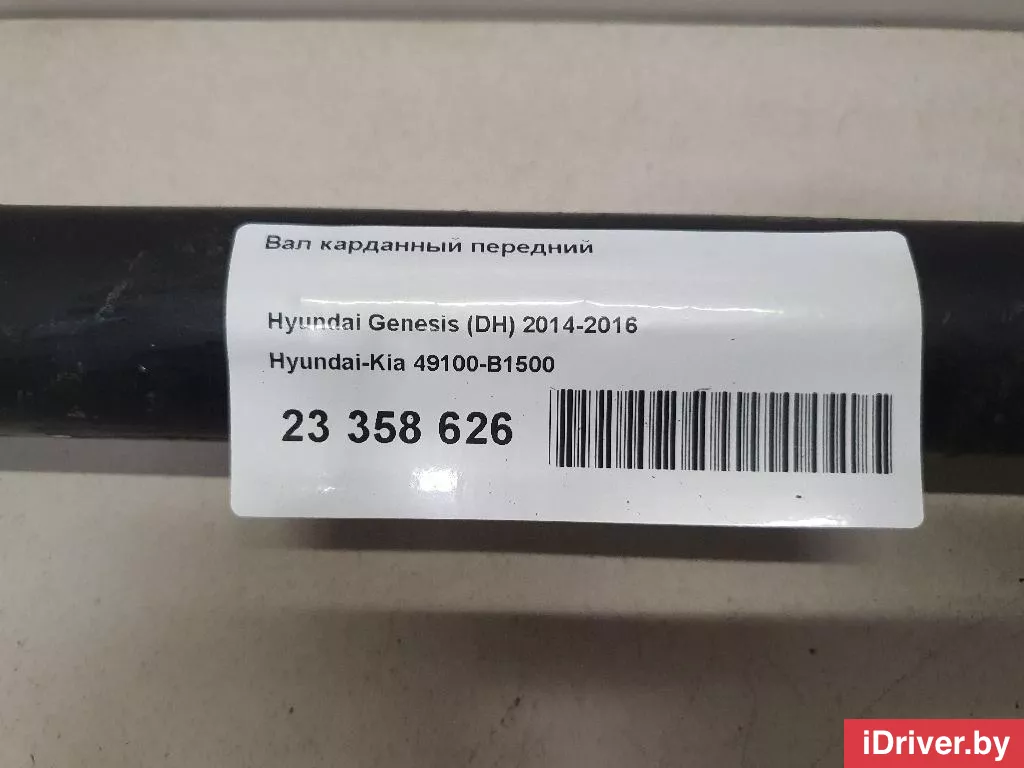 Вал карданный передний
Hyundai Genesis (DH) 2014-2016
Hyundai-Kia 49100-B1500
23 358 626
iDriver.by